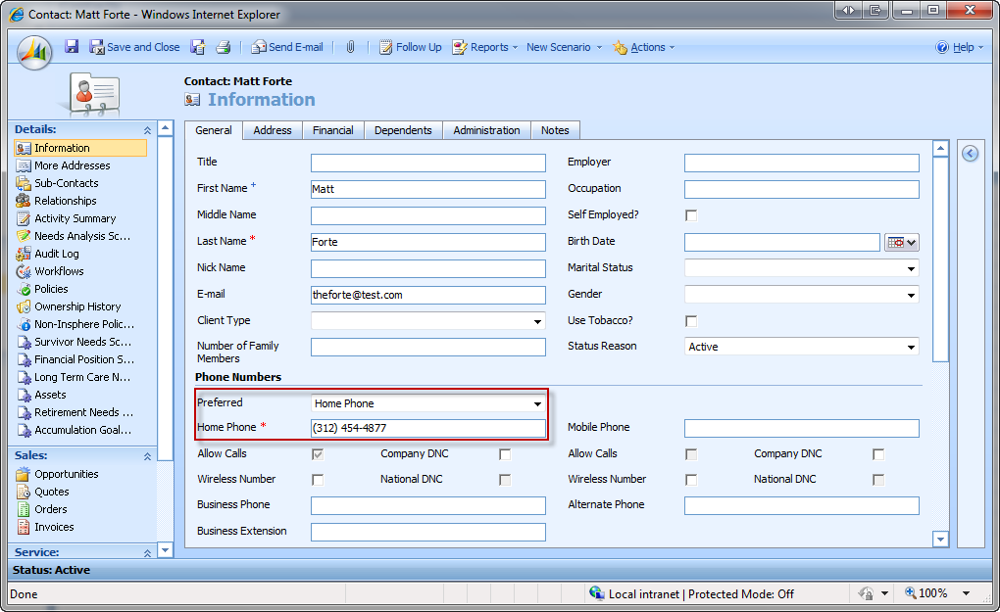 Contact: Matt Forte - Windows Internet Explorer
Save and Close Send E-mail Follow Up Reports New Scenario Actions Help
Contact: Matt Forte
Information
Details:
Information
More Addresses
Sub-Contacts
Relationships
Activity Summary
Needs Analysis Sc...
Audit Log
Workflows
Policies
Ownership History
Non-Insphere Polic...
Survivor Needs Sc...
Financial Position S...
Long Term Care N...
Assets
Retirement Needs ...
Accumulation Goal...
Sales:
Opportunities
Quotes
Orders
Invoices
Service:
General Address Financial Dependents Administration Notes
Title Employer
First Name + Matt Occupation
Middle Name Self Employed?
Last Name * Forte Birth Date
Nick Name Marital Status
E-mail theforte@test.com Gender
Client Type Use Tobacco?
Number of Family Status Reason Active
Members
Phone Numbers
Preferred Home Phone
Home Phone * (312) 454-4877 Mobile Phone
Allow Calls Company DNC Allow Calls Company DNC
Wireless Number National DNC Wireless Number National DNC
Business Phone Alternate Phone
Business Extension
Status: Active
Done Local intranet | Protected Mode: Off 100%